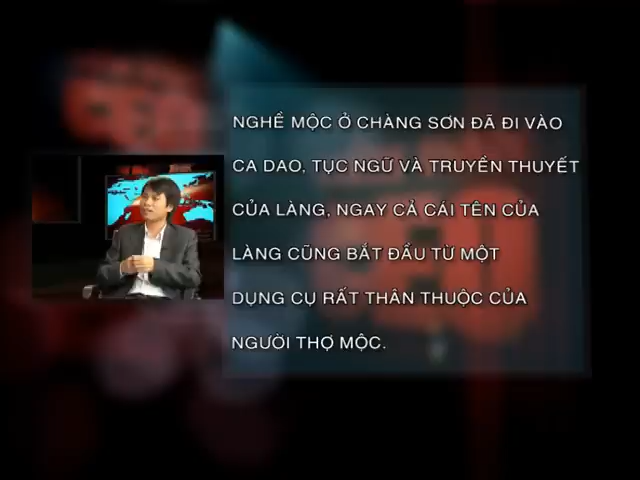 NGHỀ MỘC Ở CHÀNG SƠN ĐÃ ĐI VÀO
CA DAO, TỤC NGỮ VÀ TRUYỀN THUYẾT
CỦA LÀNG, NGAY CẢ CÁI TÊN CỦA
LÀNG CŨNG BẮT ĐẦU TỪ MỘT
DỤNG CỤ RẤT THÂN THUỘC CỦA
NGƯỜI THỢ MỘC.